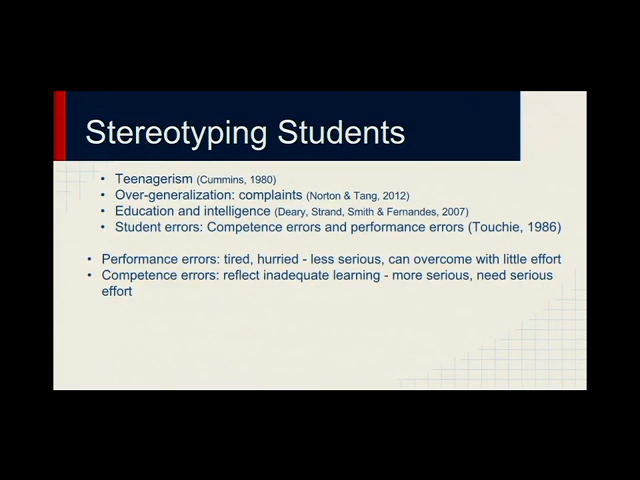 Stereotyping Students
• Teenagerism (Cummins, 1980)
• Over-generalization: complaints (Norton & Tang, 2012)
• Education and intelligence (Deary, Strand, Smith & Fernandes, 2007)
• Student errors: Competence errors and performance errors (Touchie, 1986)
• Performance errors: tired, hurried - less serious, can overcome with little effort
• Competence errors: reflect inadequate learning - more serious, need serious
effort